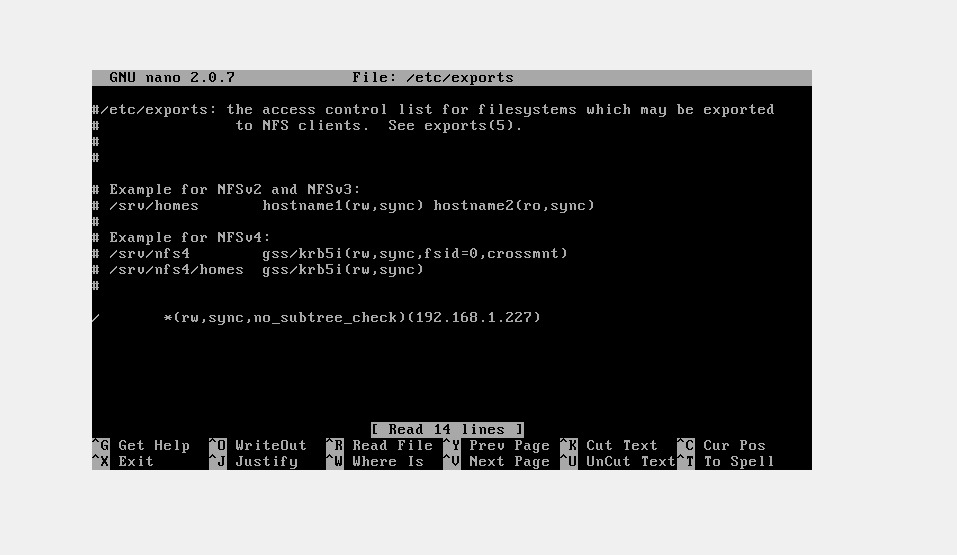 GNU nano 2.0.7 File: /etc/exports
#/etc/exports: the access control list for filesystems which may be exported
# to NFS clients. See exports(5).
#
#
# Example for NFSv2 and NFSv3:
# /srv/homes hostname1(rw,sync) hostname2(ro,sync)
#
# Example for NFSv4:
# /srv/nfs4 gss/krb5i(rw,sync,fsid=0,crossmnt)
# /srv/nfs4/homes gss/krb5i(rw,sync)
#
/ *(rw,sync,no_subtree_check)(192.168.1.227)
[ Read 14 lines ]
^G Get Help ^O WriteOut ^R Read File ^Y Prev Page ^K Cut Text ^C Cur Pos
^X Exit ^J Justify ^W Where Is ^V Next Page ^U UnCut Text ^T To Spell